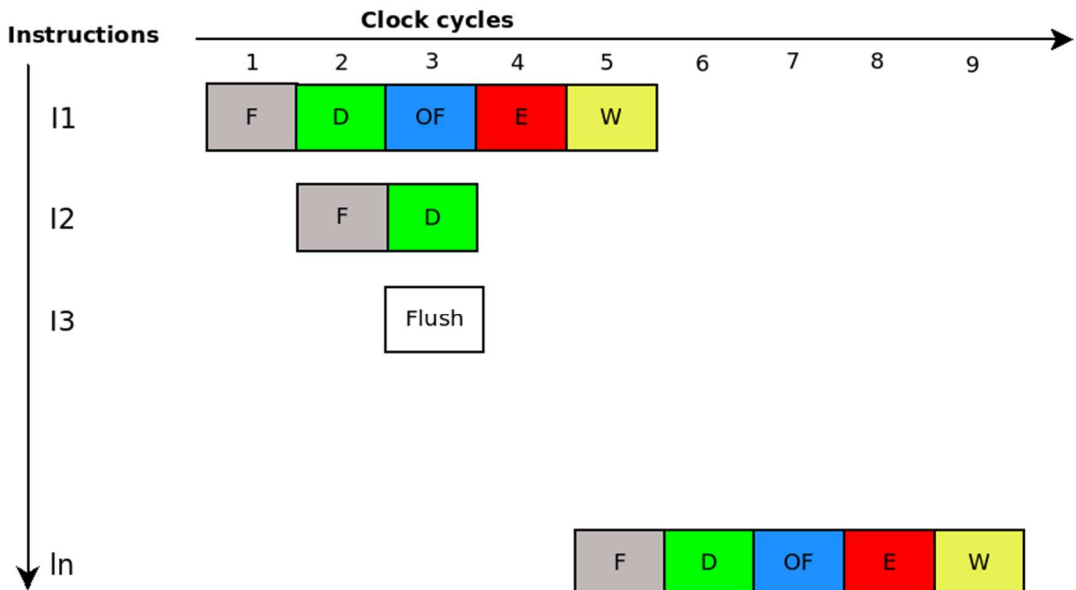 Clock cycles
Instructions
1 2 3 4 5 6 7 8 9
I1 F D OF E W
I2 F D
I3 Flush
In F D OF E W